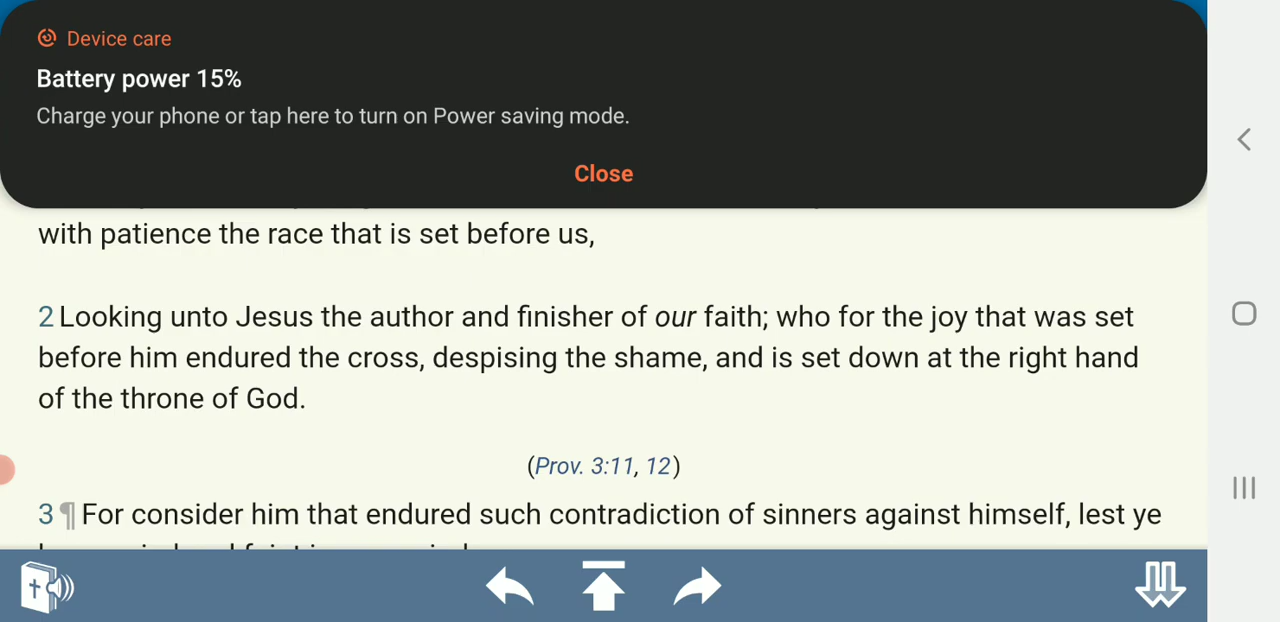 Device care
Battery power 15%
Charge your phone or tap here to turn on Power saving mode.
Close
with patience the race that is set before us,
2 Looking unto Jesus the author and finisher of our faith; who for the joy that was set
before him endured the cross, despising the shame, and is set down at the right hand
of the throne of God.
(Prov. 3:11, 12)
3 ¶ For consider him that endured such contradiction of sinners against himself, lest ye